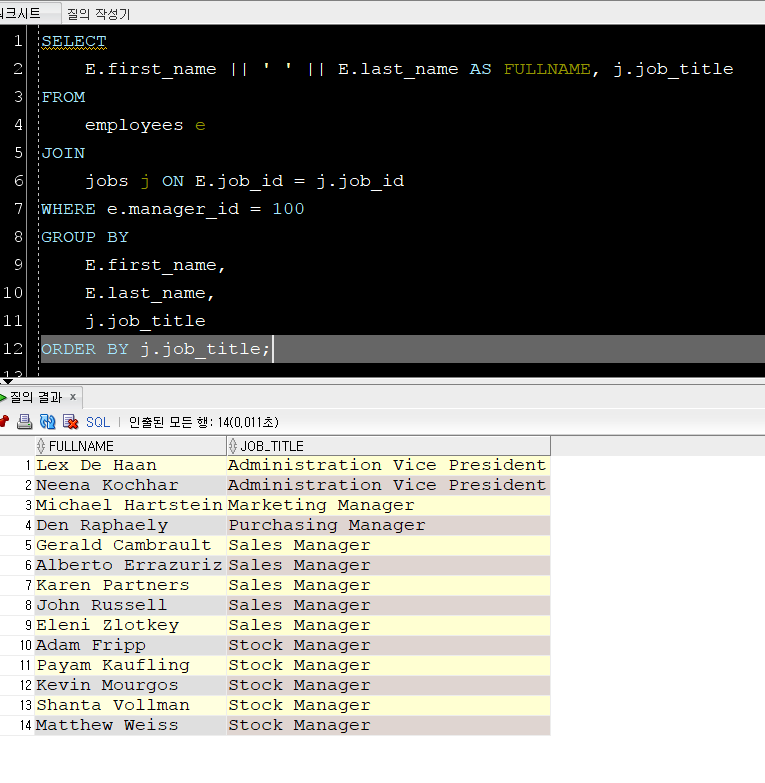 질의 작성기
1 SELECT
2 E.first_name || ' ' || E.last_name AS FULLNAME, j.job_title
3 FROM
4 employees e
5 JOIN
6 jobs j ON E.job_id = j.job_id
7 WHERE e.manager_id = 100
8 GROUP BY
9 E.first_name,
10 E.last_name,
11 j.job_title
12 ORDER BY j.job_title;
13
질의 결과 x
SQL | 인출된 모든 행: 14(0,011초)
FULLNAME JOB_TITLE
1 Lex De Haan Administration Vice President
2 Neena Kochhar Administration Vice President
3 Michael Hartstein Marketing Manager
4 Den Raphaely Purchasing Manager
5 Gerald Cambrault Sales Manager
6 Alberto Errazuriz Sales Manager
7 Karen Partners Sales Manager
8 John Russell Sales Manager
9 Eleni Zlotkey Sales Manager
10 Adam Fripp Stock Manager
11 Payam Kaufling Stock Manager
12 Kevin Mourgos Stock Manager
13 Shanta Vollman Stock Manager
14 Matthew Weiss Stock Manager